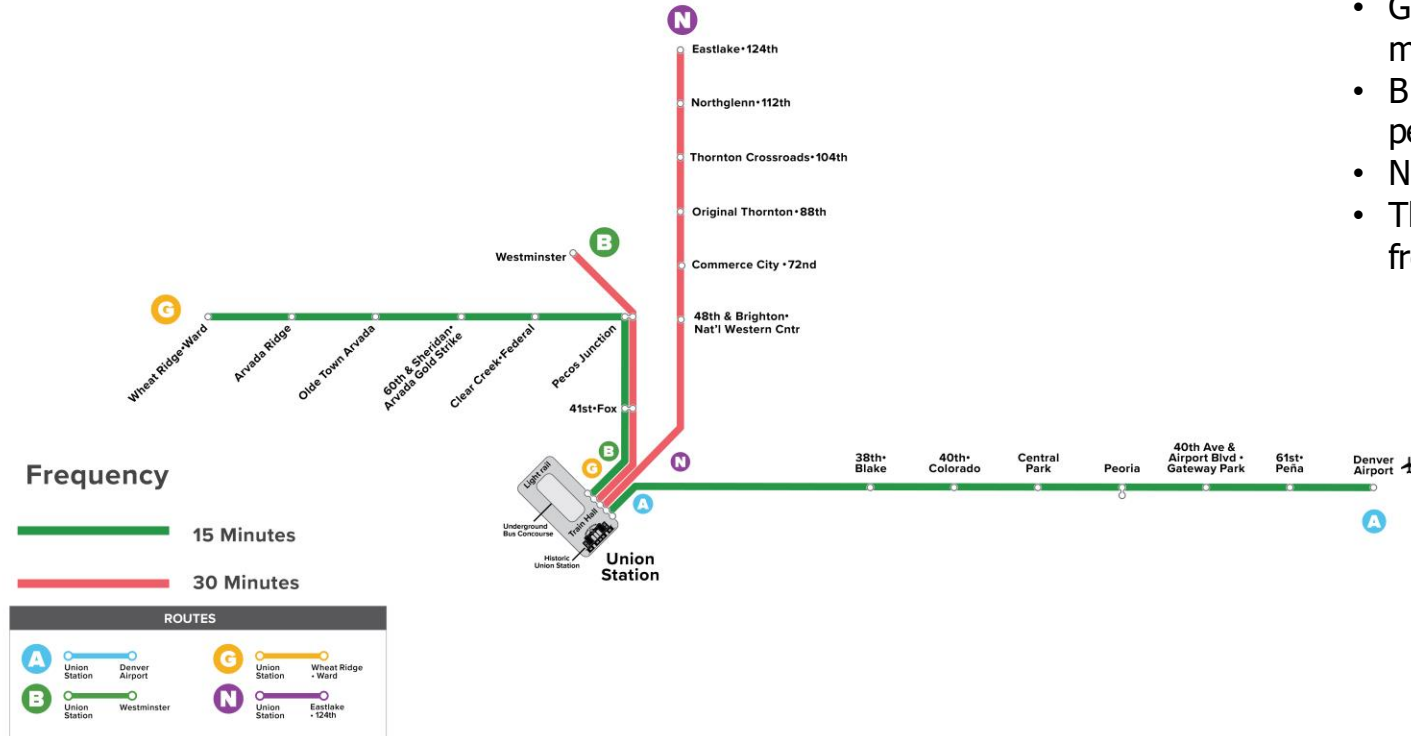 N
Eastlake•124th
Northglenn•112th
Thornton Crossroads•104th
Original Thornton•88th
Commerce City •72nd
48th & Brighton•
Nat'l Western Cntr
N
B
Westminster
G
Wheat Ridge•Ward
Arvada Ridge
Olde Town Arvada
60th & Sheridan•
Arvada Gold Strike
Clear Creek•Federal
Pecos Junction
41st•Fox
B
G
A
Light rail
Train Hall
Underground
Bus Concourse
Historic
Union Station
Union
Station
38th•
Blake
40th•
Colorado
Central
Park
Peoria
40th Ave &
Airport Blvd •
Gateway Park
61st•
Peña
Denver
Airport
A
Frequency
15 Minutes
30 Minutes
ROUTES
A
Union
Station
Denver
Airport
B
Union
Station
Westminster
G
Union
Station
Wheat Ridge
• Ward
N
Union
Station
Eastlake
• 124th